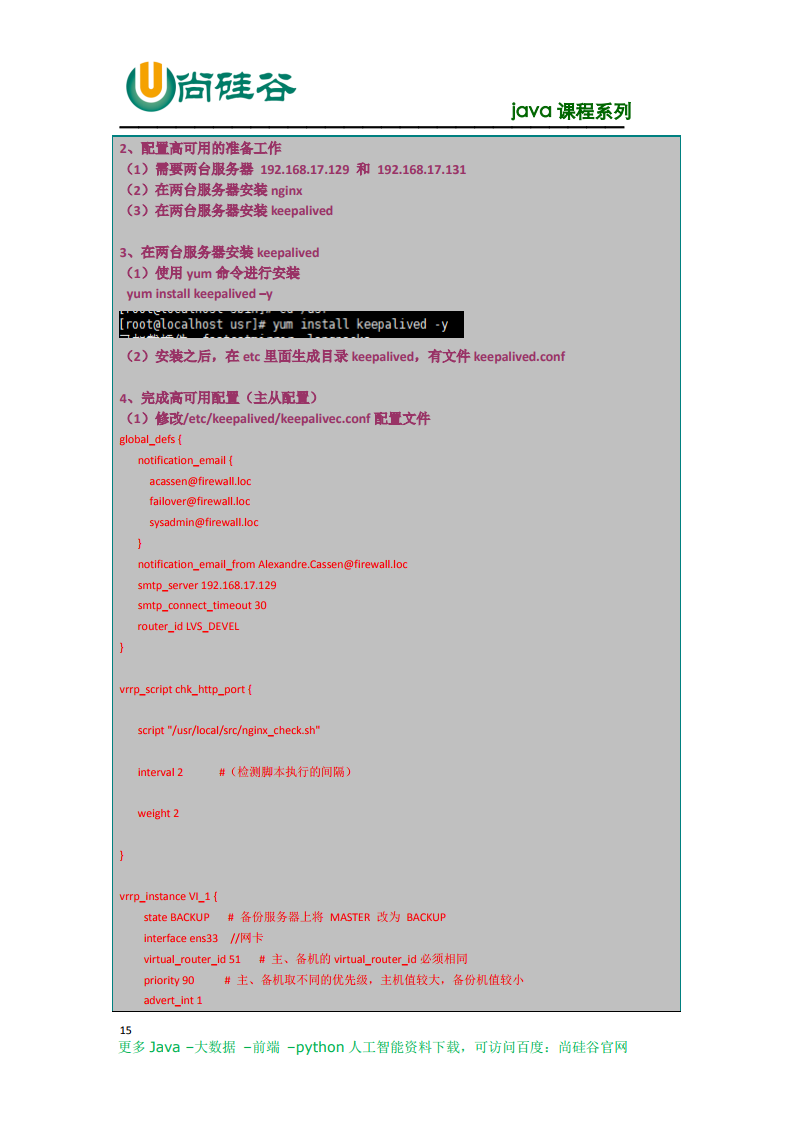 尚硅谷
java 课程系列
2、配置高可用的准备工作
（1）需要两台服务器 192.168.17.129 和 192.168.17.131
（2）在两台服务器安装 nginx
（3）在两台服务器安装 keepalived
3、在两台服务器安装 keepalived
（1）使用 yum 命令进行安装
yum install keepalived –y
[root@localhost usr]# yum install keepalived -y
（2）安装之后，在 etc 里面生成目录 keepalived，有文件 keepalived.conf
4、完成高可用配置（主从配置）
（1）修改/etc/keepalived/keepalivec.conf 配置文件
global_defs {
notification_email {
acassen@firewall.loc
failover@firewall.loc
sysadmin@firewall.loc
}
notification_email_from Alexandre.Cassen@firewall.loc
smtp_server 192.168.17.129
smtp_connect_timeout 30
router_id LVS_DEVEL
}
vrrp_script chk_http_port {
script "/usr/local/src/nginx_check.sh"
interval 2 #（检测脚本执行的间隔）
weight 2
}
vrrp_instance VI_1 {
state BACKUP # 备份服务器上将 MASTER 改为 BACKUP
interface ens33 //网卡
virtual_router_id 51 # 主、备机的 virtual_router_id 必须相同
priority 90 # 主、备机取不同的优先级，主机值较大，备份机值较小
advert_int 1
15
更多 Java –大数据 –前端 –python 人工智能资料下载，可访问百度：尚硅谷官网